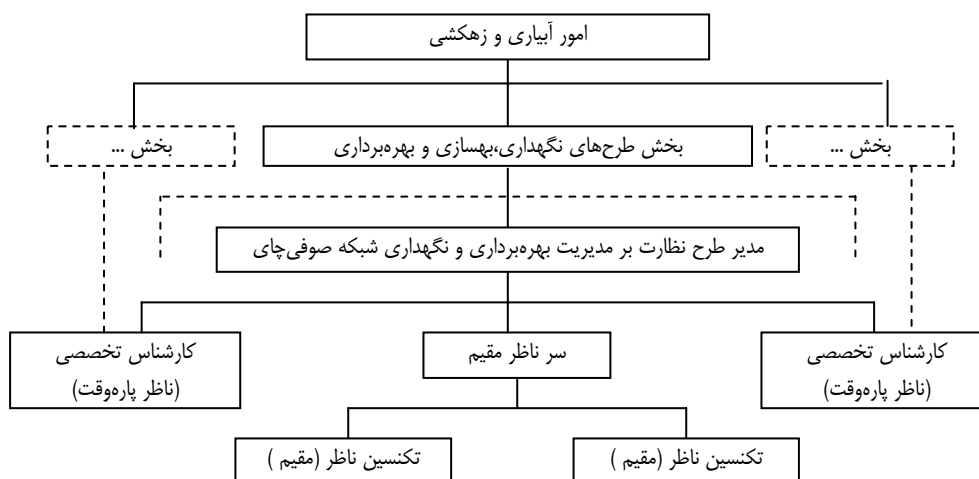 امور آبیاری و زهکشی
بخش ...
بخش طرح‌های نگهداری،بهسازی و بهره‌برداری
بخش ...
مدیر طرح نظارت بر مدیریت بهره‌برداری و نگهداری شبکه صوفی‌چای
کارشناس تخصصی
(ناظر پاره‌وقت)
سر ناظر مقیم
کارشناس تخصصی
(ناظر پاره‌وقت)
تکنسین ناظر (مقیم )
تکنسین ناظر (مقیم )